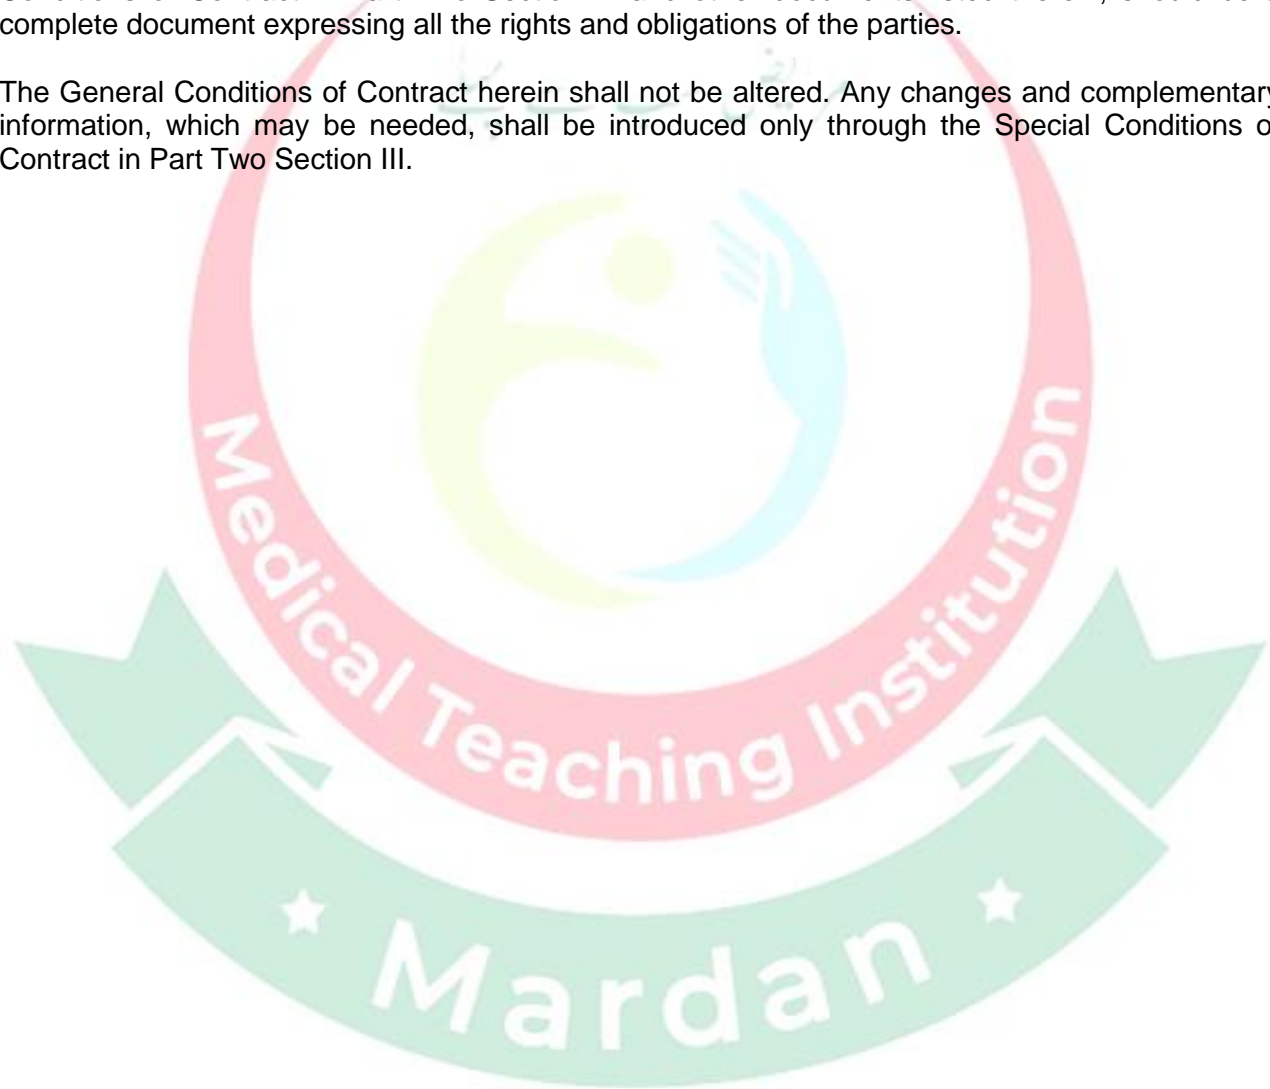 complete document expressing all the rights and obligations of the parties.
The General Conditions of Contract herein shall not be altered. Any changes and complementary
information, which may be needed, shall be introduced only through the Special Conditions o
Contract in Part Two Section III.
Medical Teaching Institution
Mardan